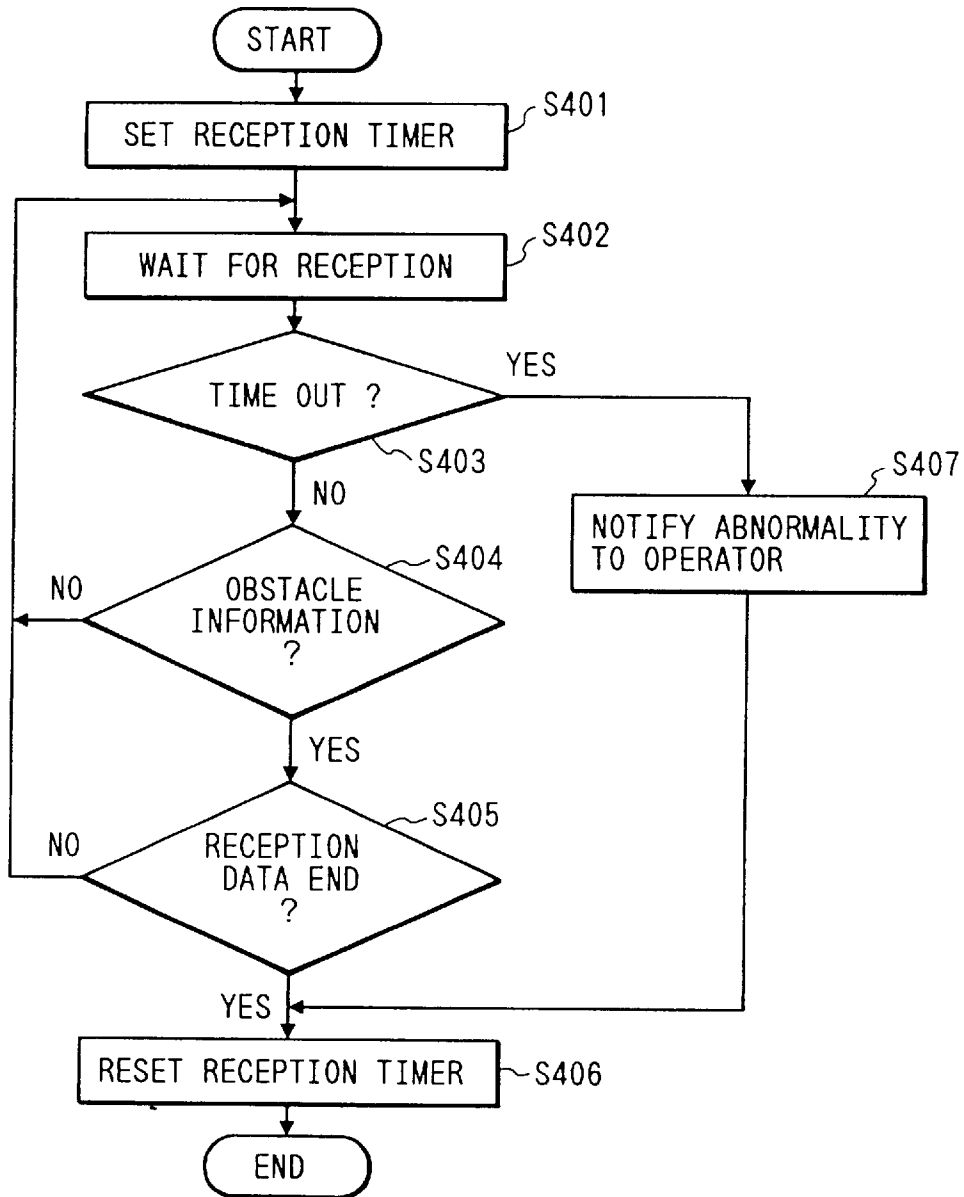 START
SET RECEPTION TIMER
S401
WAIT FOR RECEPTION
S402
TIME OUT ?
YES
S403
NO
S407
NOTIFY ABNORMALITY
TO OPERATOR
S404
NO
OBSTACLE
INFORMATION
?
YES
S405
NO
RECEPTION
DATA END
?
YES
RESET RECEPTION TIMER
S406
END